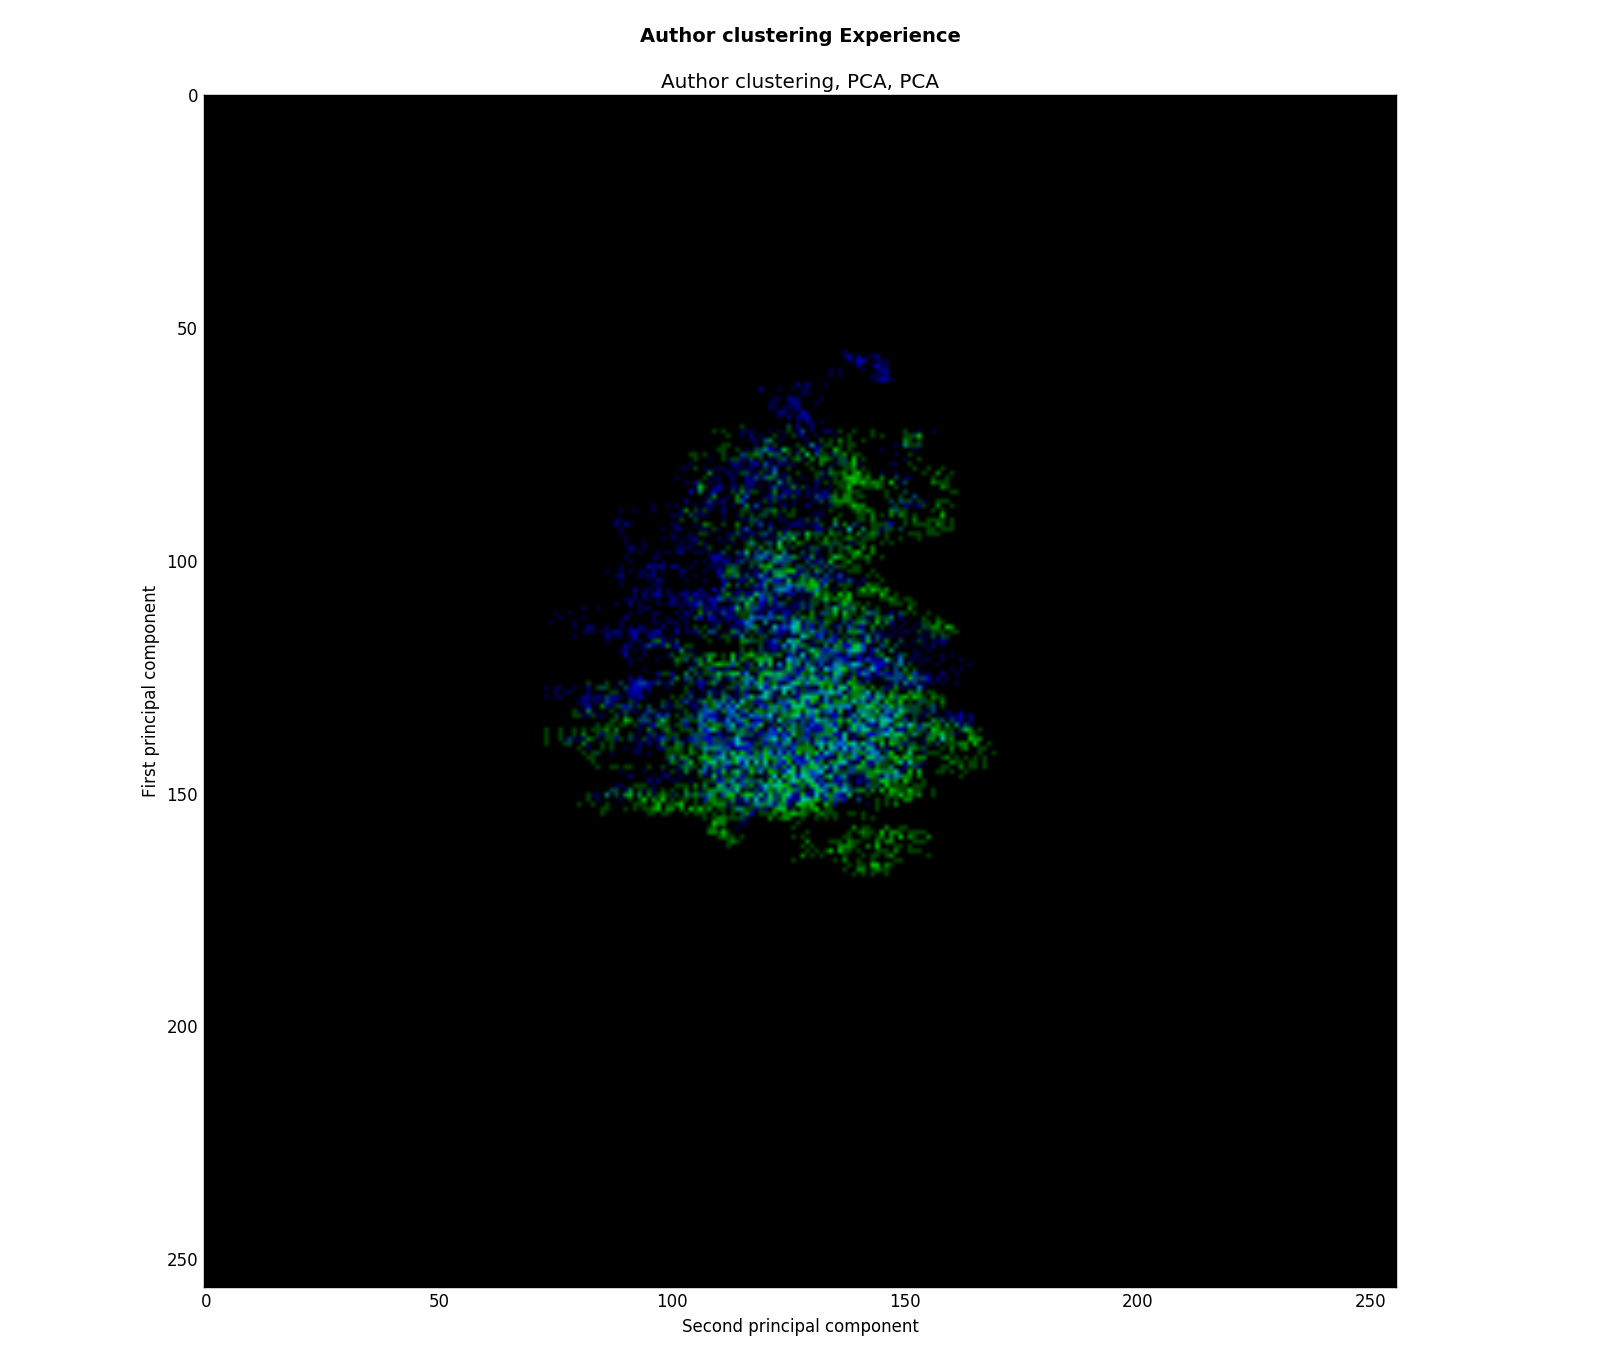 Author clustering Experience
Author clustering, PCA, PCA
0
50
100
150
200
250
First principal component
0 50 100 150 200 250
Second principal component